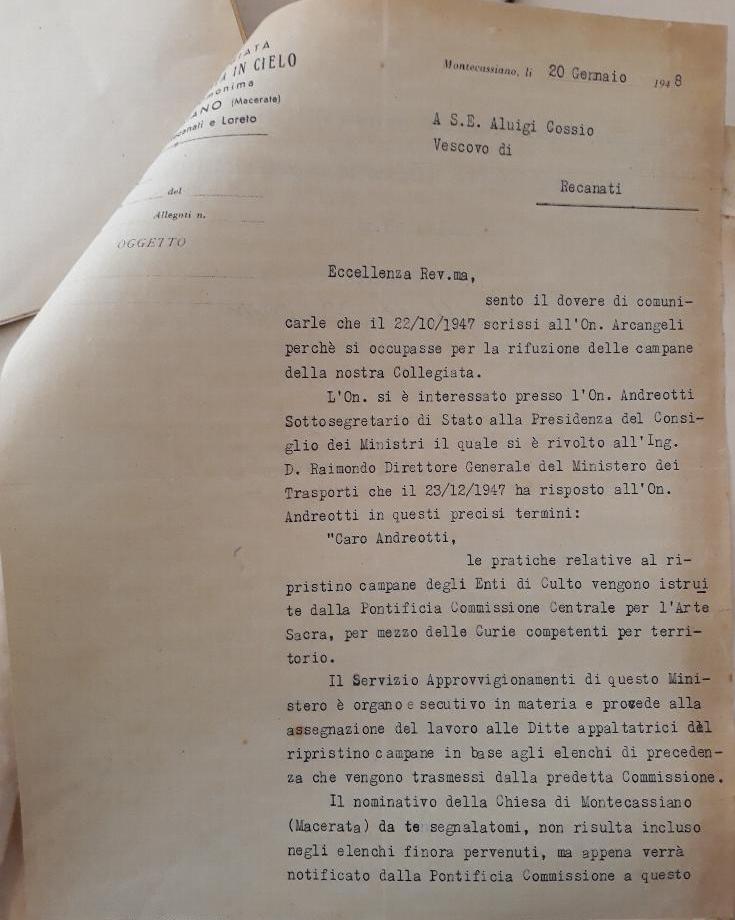 IATA
A IN CIELO
nonima
ANO (Macerata)
canati e Loreto
Montecassiano, li 20 Gennaio 1948
A S.E. Aluigi Cossio
Vescovo di
Recanati
del
Allegati n.
OGGETTO
Eccellenza Rev.ma,
sento il dovere di comuni-
carle che il 22/10/1947 scrissi all'On. Arcangeli
perchè si occupasse per la rifuzione delle campane
della nostra Collegiata.
L'On. si è interessato presso l'On. Andreotti
Sottosegretario di Stato alla Presidenza del Consi-
glio dei Ministri il quale si è rivolto all'Ing.
D. Raimondo Direttore Generale del Ministero dei
Trasporti che il 23/12/1947 ha risposto all'On.
Andreotti in questi precisi termini:
"Caro Andreotti,
le pratiche relative al ri-
pristino campane degli Enti di Culto vengono istrui
te dalla Pontificia Commissione Centrale per l'Arte
Sacra, per mezzo delle Curie competenti per terri-
torio.
Il Servizio Approvvigionamenti di questo Mini-
stero è organo e secutivo in materia e provede alla
assegnazione del lavoro alle Ditte appaltatrici del
ripristino campane in base agli elenchi di preceden-
za che vengono trasmessi dalla predetta Commissione.
Il nominativo della Chiesa di Montecassiano
(Macerata) da te segnalatomi, non risulta incluso
negli elenchi finora pervenuti, ma appena verrà
notificato dalla Pontificia Commissione a questo